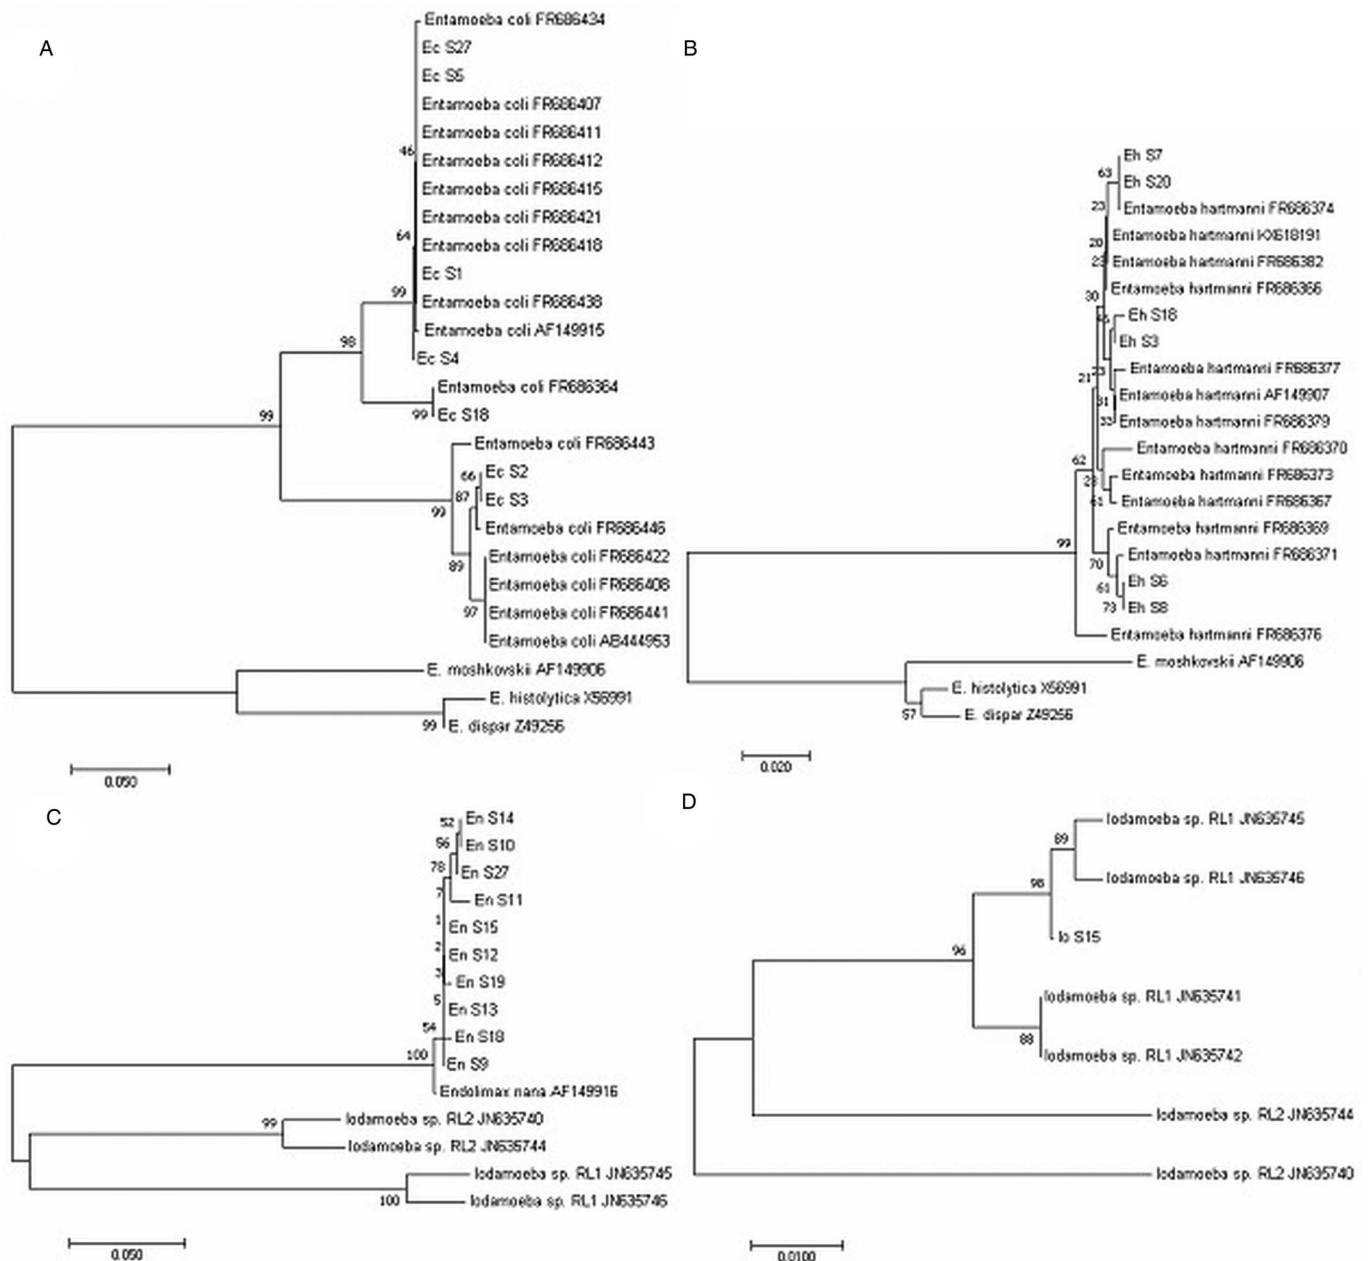 A
Entamoeba coli FR686434
Ec S27
Ec S5
Entamoeba coli FR686407
Entamoeba coli FR686411
Entamoeba coli FR686412
46
Entamoeba coli FR686415
Entamoeba coli FR686421
64
Entamoeba coli FR686418
Ec S1
99
Entamoeba coli FR686438
Entamoeba coli AF149915
98
Ec S4
Entamoeba coli FR686364
99
Ec S18
99
Entamoeba coli FR686443
66
Ec S2
87
Ec S3
99
Entamoeba coli FR686446
Entamoeba coli FR686422
89
Entamoeba coli FR686408
97
Entamoeba coli FR686441
Entamoeba coli AB444953
E. moshkovskii AF149906
E. histolytica X56991
99
E. dispar Z49256
0.050
B
Eh S7
63
Eh S20
23
Entamoeba hartmanni FR686374
20
Entamoeba hartmanni KX618191
23
Entamoeba hartmanni FR686382
30
Entamoeba hartmanni FR686366
Eh S18
Eh S3
23
Entamoeba hartmanni FR686377
21
31
Entamoeba hartmanni AF149907
33
Entamoeba hartmanni FR686379
62
Entamoeba hartmanni FR686370
Entamoeba hartmanni FR686373
61
Entamoeba hartmanni FR686367
99
Entamoeba hartmanni FR686369
70
Entamoeba hartmanni FR686371
61
Eh S6
73
Eh S8
Entamoeba hartmanni FR686376
E. moshkovskii AF149906
E. histolytica X56991
57
E. dispar Z49256
0.020
C
52
En S14
56
En S10
78
En S27
7
En S11
1
En S15
2
En S12
3
En S19
5
En S13
54
En S18
100
En S9
Endolimax nana AF149916
99
Iodamoeba sp. RL2 JN635740
Iodamoeba sp. RL2 JN635744
Iodamoeba sp. RL1 JN635745
100
Iodamoeba sp. RL1 JN635746
0.050
D
Iodamoeba sp. RL1 JN635745
89
98
Iodamoeba sp. RL1 JN635746
Io S15
96
Iodamoeba sp. RL1 JN635741
88
Iodamoeba sp. RL1 JN635742
Iodamoeba sp. RL2 JN635744
Iodamoeba sp. RL2 JN635740
0.0100